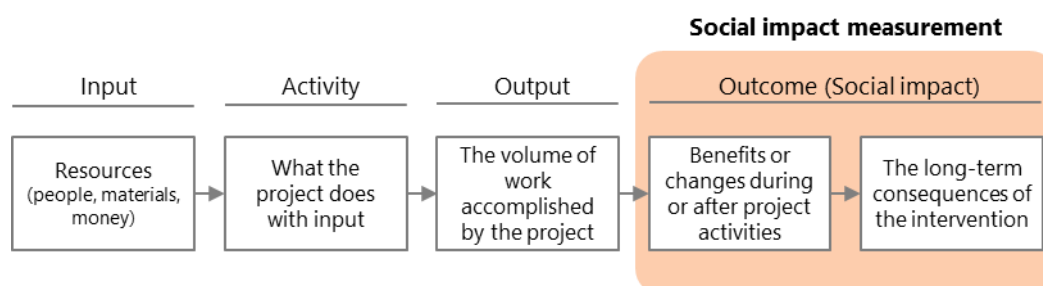 Social impact measurement
Input
Activity
Output
Outcome (Social impact)
Resources
(people, materials,
money)
What the
project does
with input
The volume of
work
accomplished
by the project
Benefits or
changes during
or after project
activities
The long-term
consequences of
the intervention